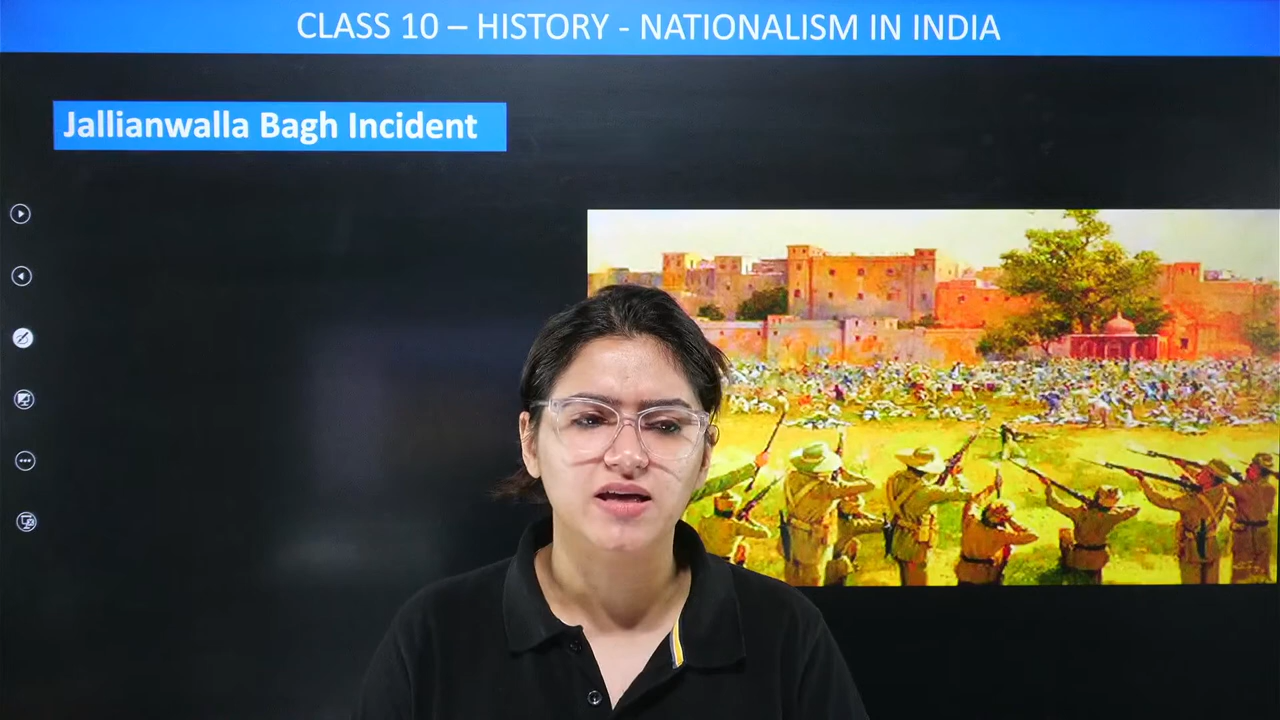 CLASS 10 – HISTORY - NATIONALISM IN INDIA
Jallianwalla Bagh Incident